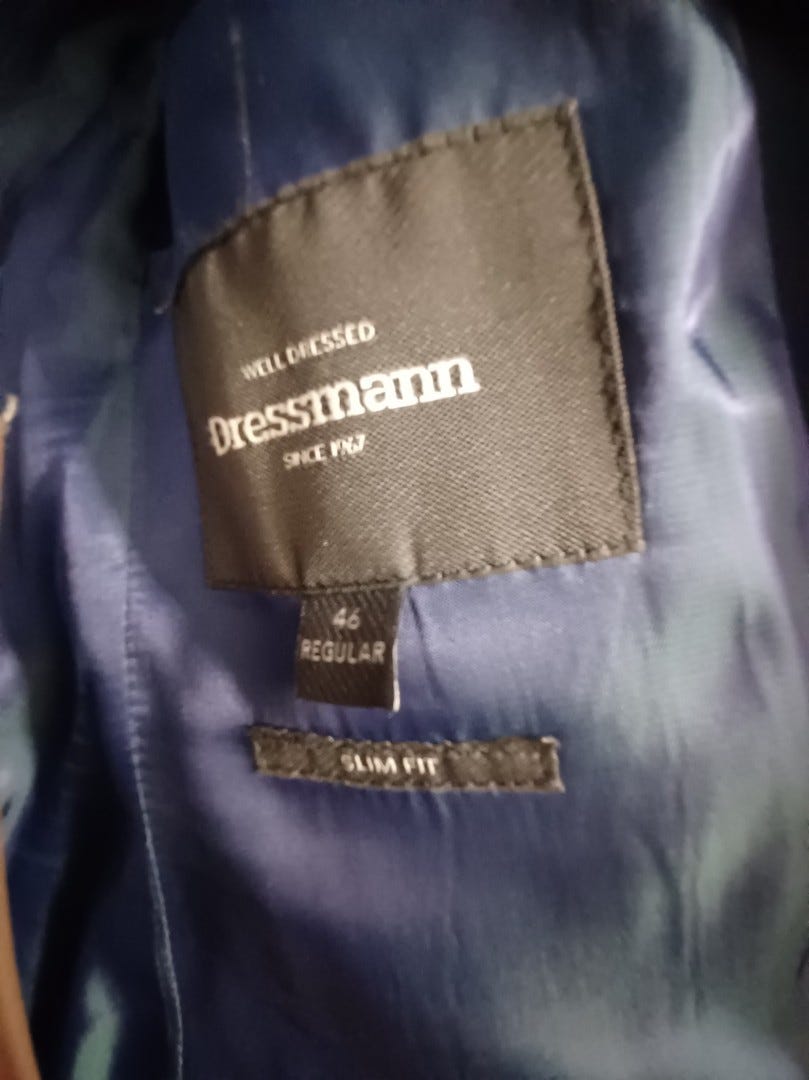 WELL DRESSED
Dressmann
SINCE 1967
46
REGULAR
SLIM FIT